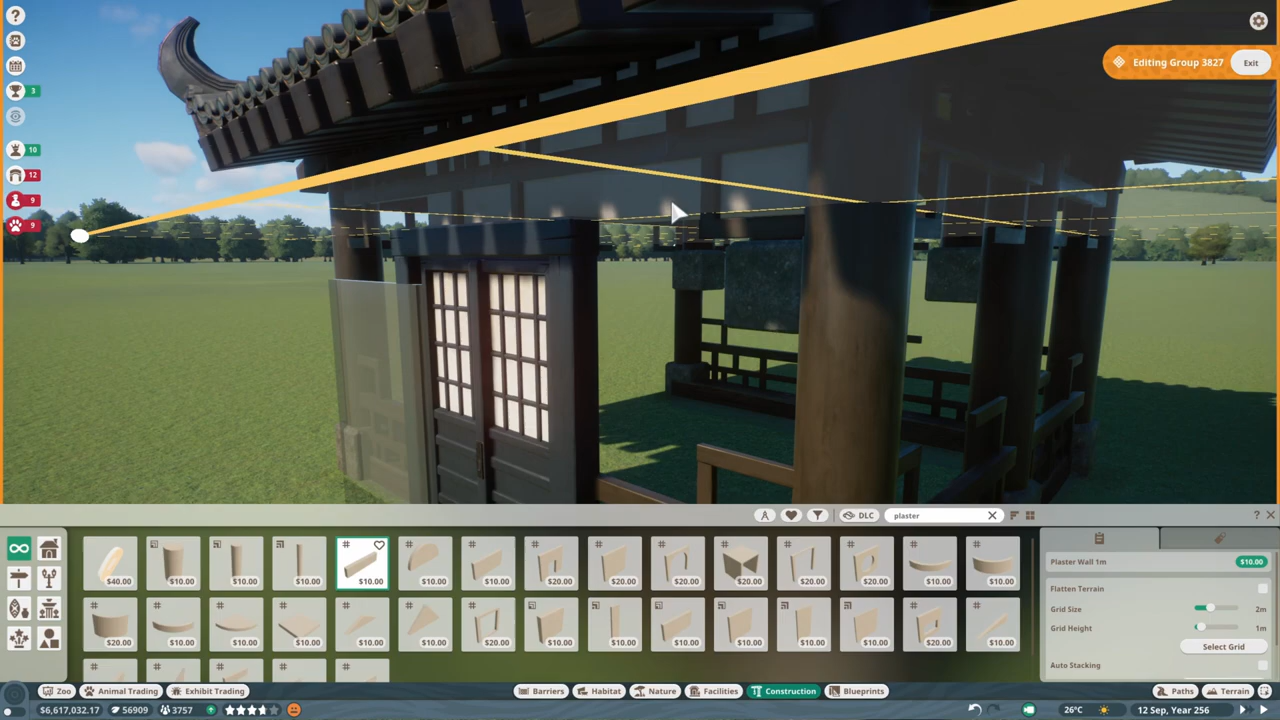 ?
3
Editing Group 3827
Exit
10
12
9
9
DLC
plaster
?
$40.00
$10.00
$10.00
$10.00
$10.00
$10.00
$10.00
$20.00
$20.00
$20.00
$20.00
$20.00
$20.00
$10.00
$10.00
$20.00
$10.00
$10.00
$10.00
$10.00
$10.00
$20.00
$10.00
$10.00
$10.00
$10.00
$10.00
$10.00
$20.00
$10.00
Plaster Wall 1m
$10.00
Flatten Terrain
Grid Size
2m
Grid Height
1m
Select Grid
Auto Stacking
Zoo
Animal Trading
Exhibit Trading
Barriers
Habitat
Nature
Facilities
Construction
Blueprints
Paths
Terrain
$6,617,032.17
56909
3757
26°C
12 Sep, Year 256